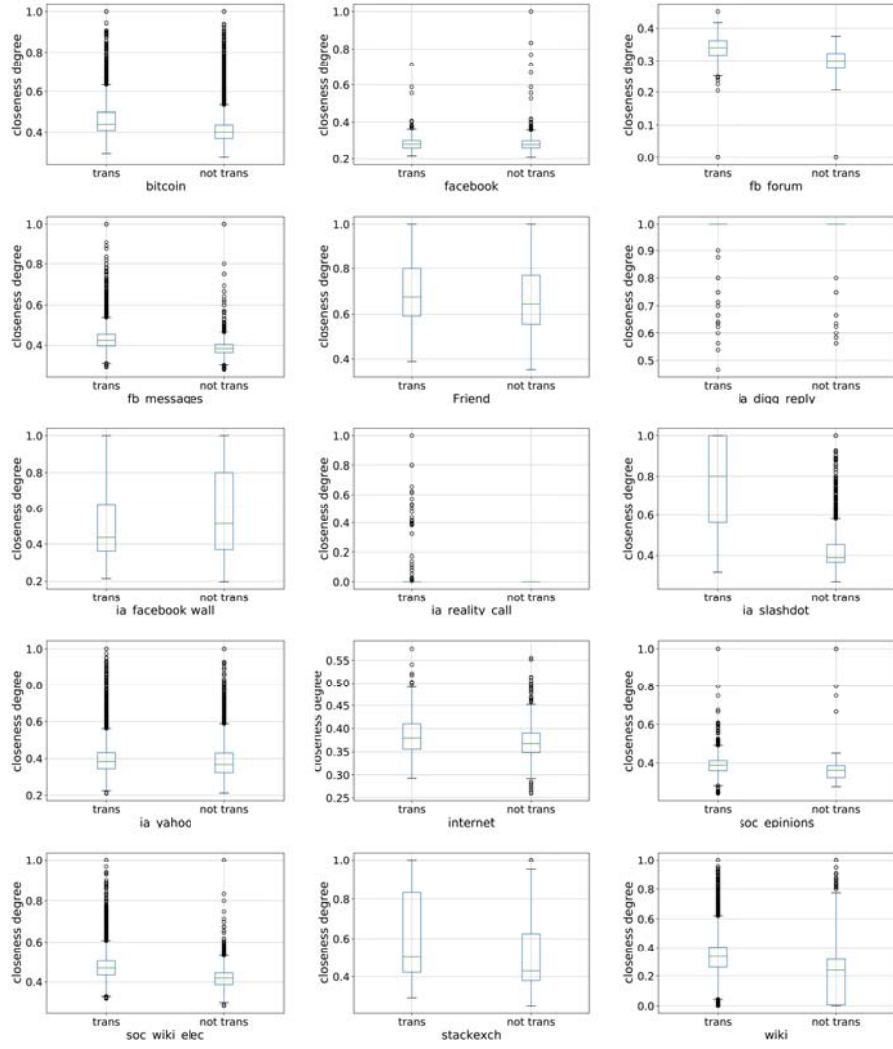 closeness degree
1.0
0.8
0.6
0.4
trans
not trans
bitcoin
closeness degree
1.0
0.8
0.6
0.4
0.2
trans
not trans
facebook
closeness degree
0.4
0.3
0.2
0.1
0.0
trans
not trans
fb forum
closeness degree
1.0
0.8
0.6
0.4
trans
not trans
fb messages
closeness degree
1.0
0.8
0.6
0.4
trans
not trans
Friend
closeness degree
1.0
0.9
0.8
0.7
0.6
0.5
trans
not trans
ia digg reply
closeness degree
1.0
0.8
0.6
0.4
0.2
trans
not trans
ia facebook wall
closeness degree
1.0
0.8
0.6
0.4
0.2
0.0
trans
not trans
ia reality call
closeness degree
1.0
0.8
0.6
0.4
trans
not trans
ia slashdot
closeness degree
1.0
0.8
0.6
0.4
0.2
trans
not trans
ia yahoo
closeness degree
0.55
0.50
0.45
0.40
0.35
0.30
0.25
trans
not trans
internet
closeness degree
1.0
0.8
0.6
0.4
trans
not trans
soc epinions
closeness degree
1.0
0.8
0.6
0.4
trans
not trans
soc wiki elec
closeness degree
1.0
0.8
0.6
0.4
trans
not trans
stackexch
closeness degree
1.0
0.8
0.6
0.4
0.2
0.0
trans
not trans
wiki